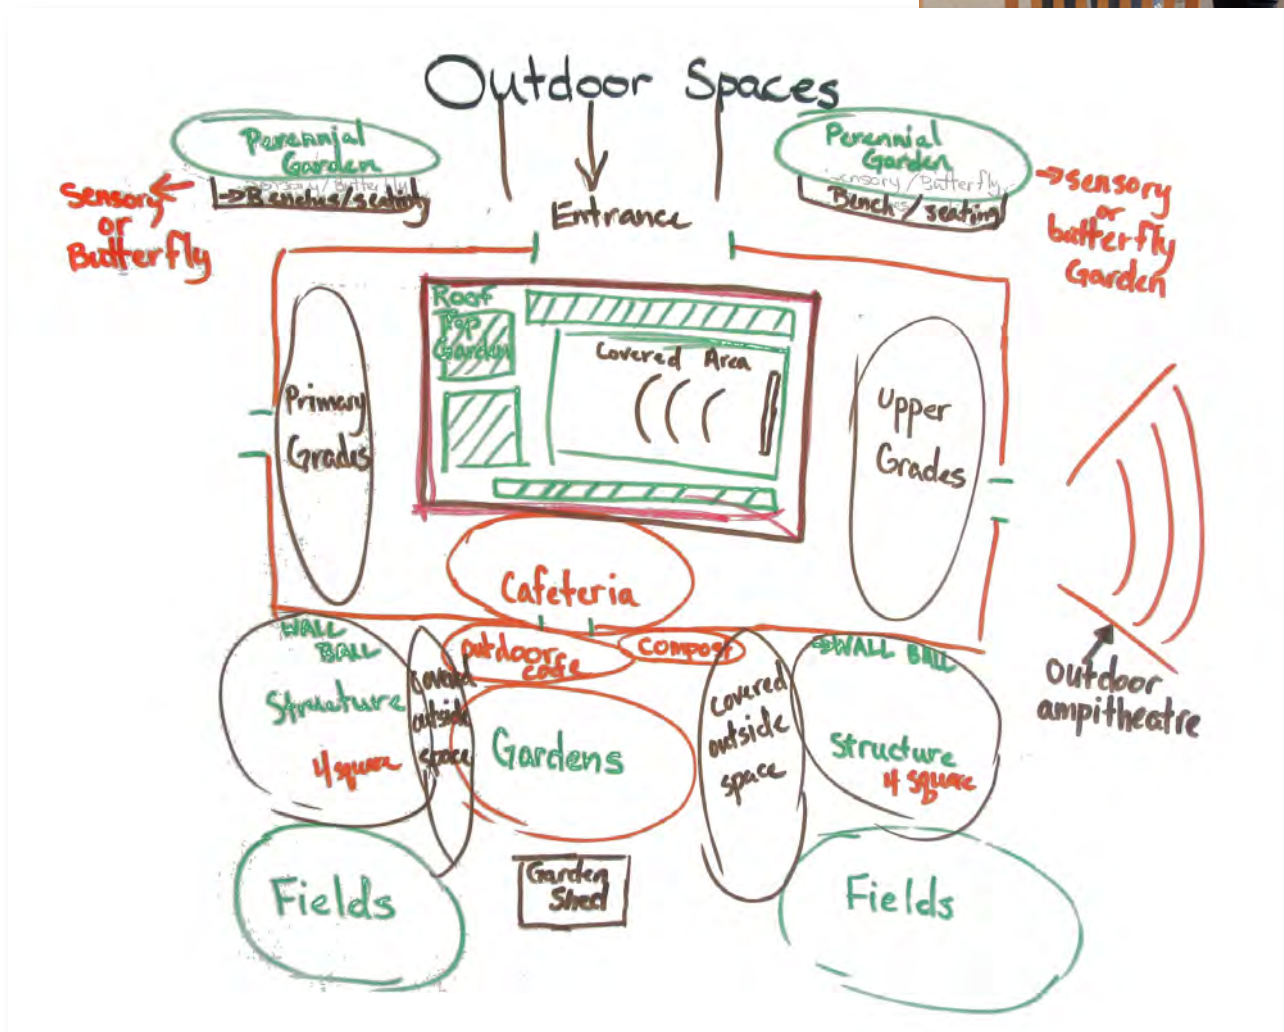 Outdoor Spaces
Perennial
Garden
Sensory/Butterfly
→Benches/seating
Sensory
or
Butterfly
Entrance
Perennial
Garden
Sensory/Butterfly
Bench/seating
→sensory
or
butterfly
Garden
Roof
Top
Garden
Covered Area
Primary
Grades
Upper
Grades
Cafeteria
WALL
BALL
Structure
4 square
covered
outside
space
outdoor
cafe
compost
Gardens
covered
outside
space
→WALL BALL
Structure
4 square
outdoor
ampitheatre
Fields
Garden
Shed
Fields